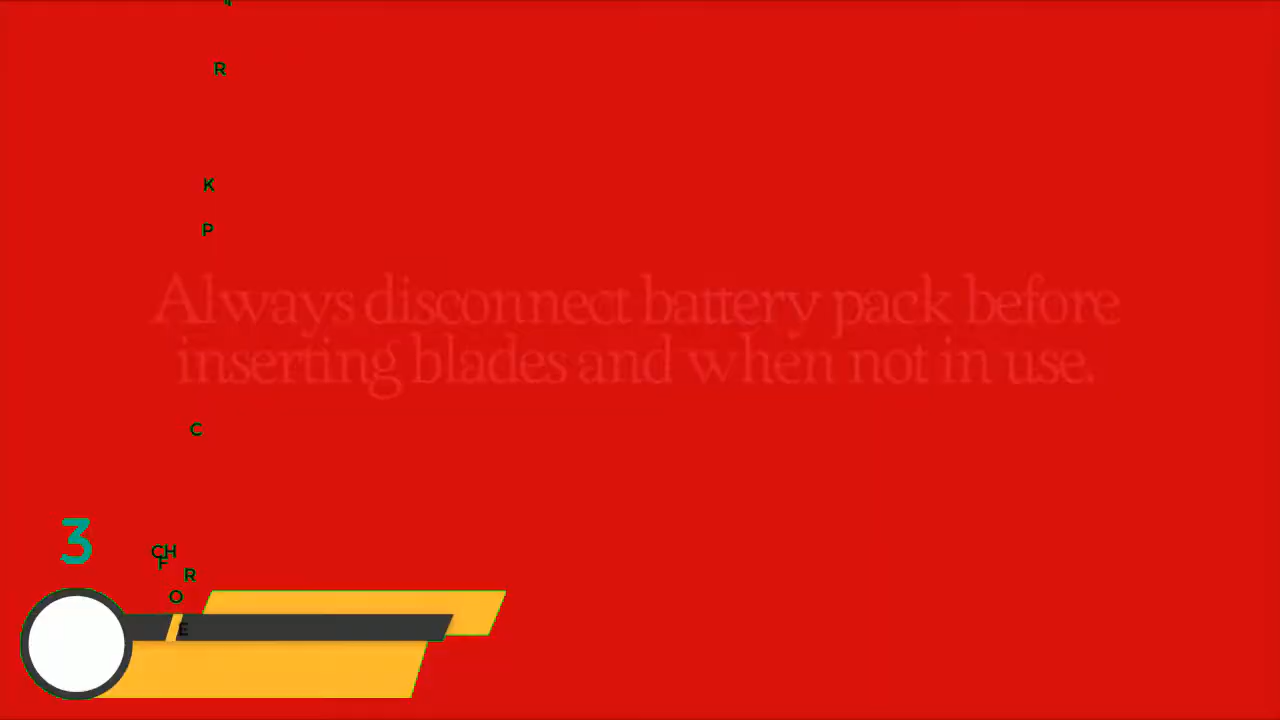 R
K
P
Always disconnect battery pack before
inserting blades and when not in use.
C
3
CH
F
R
O
E